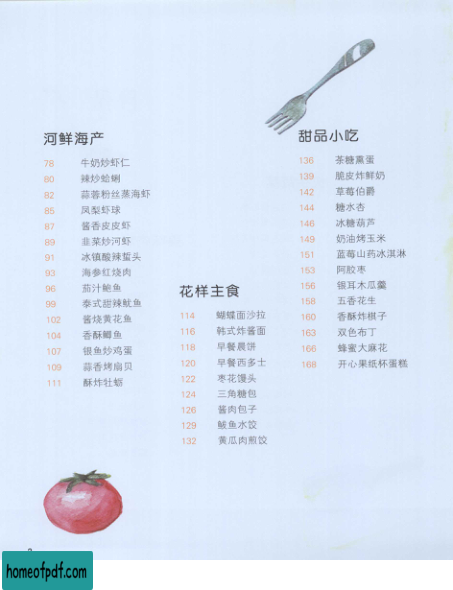 河鲜海产
78 牛奶炒虾仁
80 辣炒蛤蜊
82 蒜蓉粉丝蒸海虾
85 凤梨虾球
87 酱香皮皮虾
89 韭菜炒河虾
91 冰镇酸辣蜇头
93 海参红烧肉
96 茄汁鲍鱼
99 泰式甜辣鱿鱼
102 酱烧黄花鱼
104 香酥鲫鱼
107 银鱼炒鸡蛋
109 蒜香烤扇贝
111 酥炸牡蛎
花样主食
114 蝴蝶面沙拉
116 韩式炸酱面
118 早餐晨饼
120 早餐西多士
122 枣花馒头
124 三角糖包
126 酱肉包子
129 鲅鱼水饺
132 黄瓜肉煎饺
甜品小吃
136 茶糖熏蛋
139 脆皮炸鲜奶
142 草莓伯爵
144 糖水杏
146 冰糖葫芦
149 奶油烤玉米
151 蓝莓山药冰淇淋
153 阿胶枣
156 银耳木瓜羹
158 五香花生
160 香酥炸棋子
163 双色布丁
166 蜂蜜大麻花
168 开心果纸杯蛋糕
homeofpdf.com